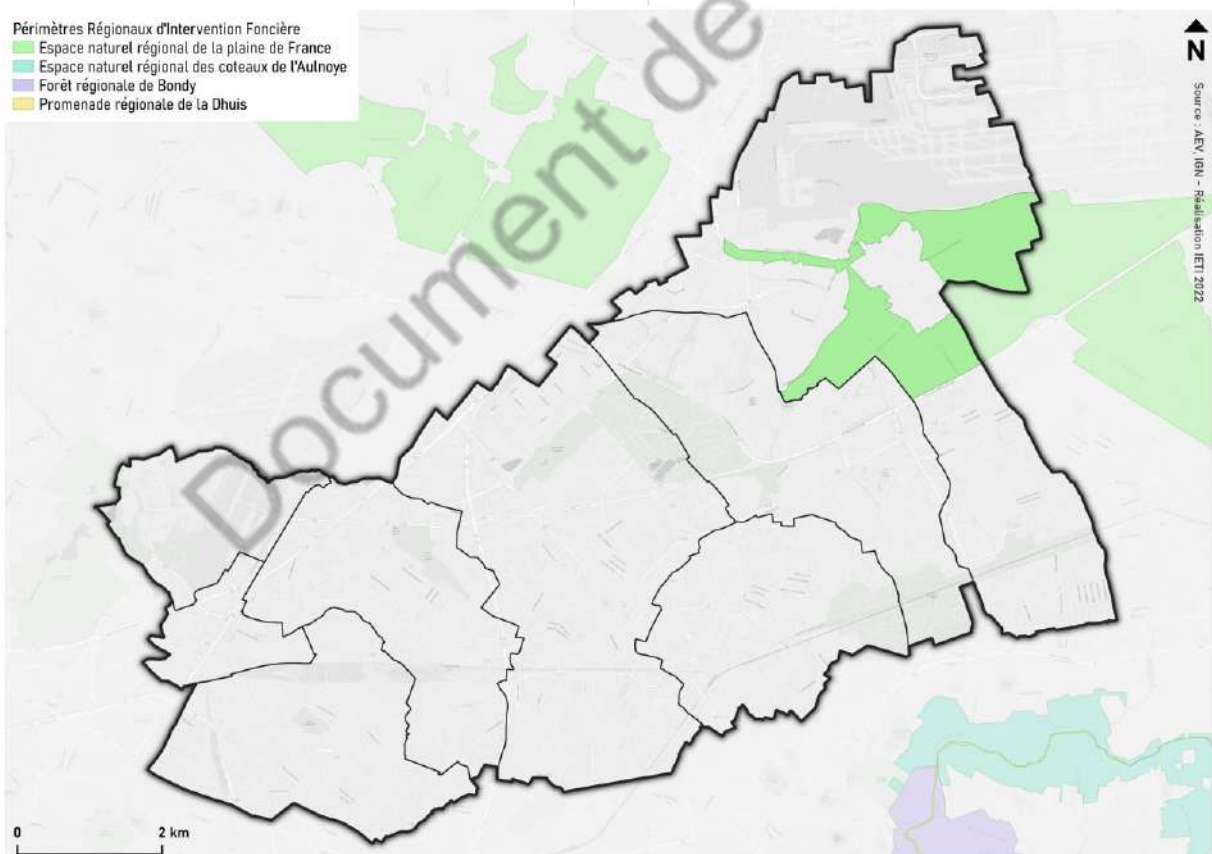 Périmètres Régionaux d'Intervention Foncière
Espace naturel régional de la plaine de France
Espace naturel régional des coteaux de l'Aulnoye
Forêt régionale de Bondy
Promenade régionale de la Dhuis
N
Source : AEV, IGN - Réalisation IETI 2022
Document de
0
2 km